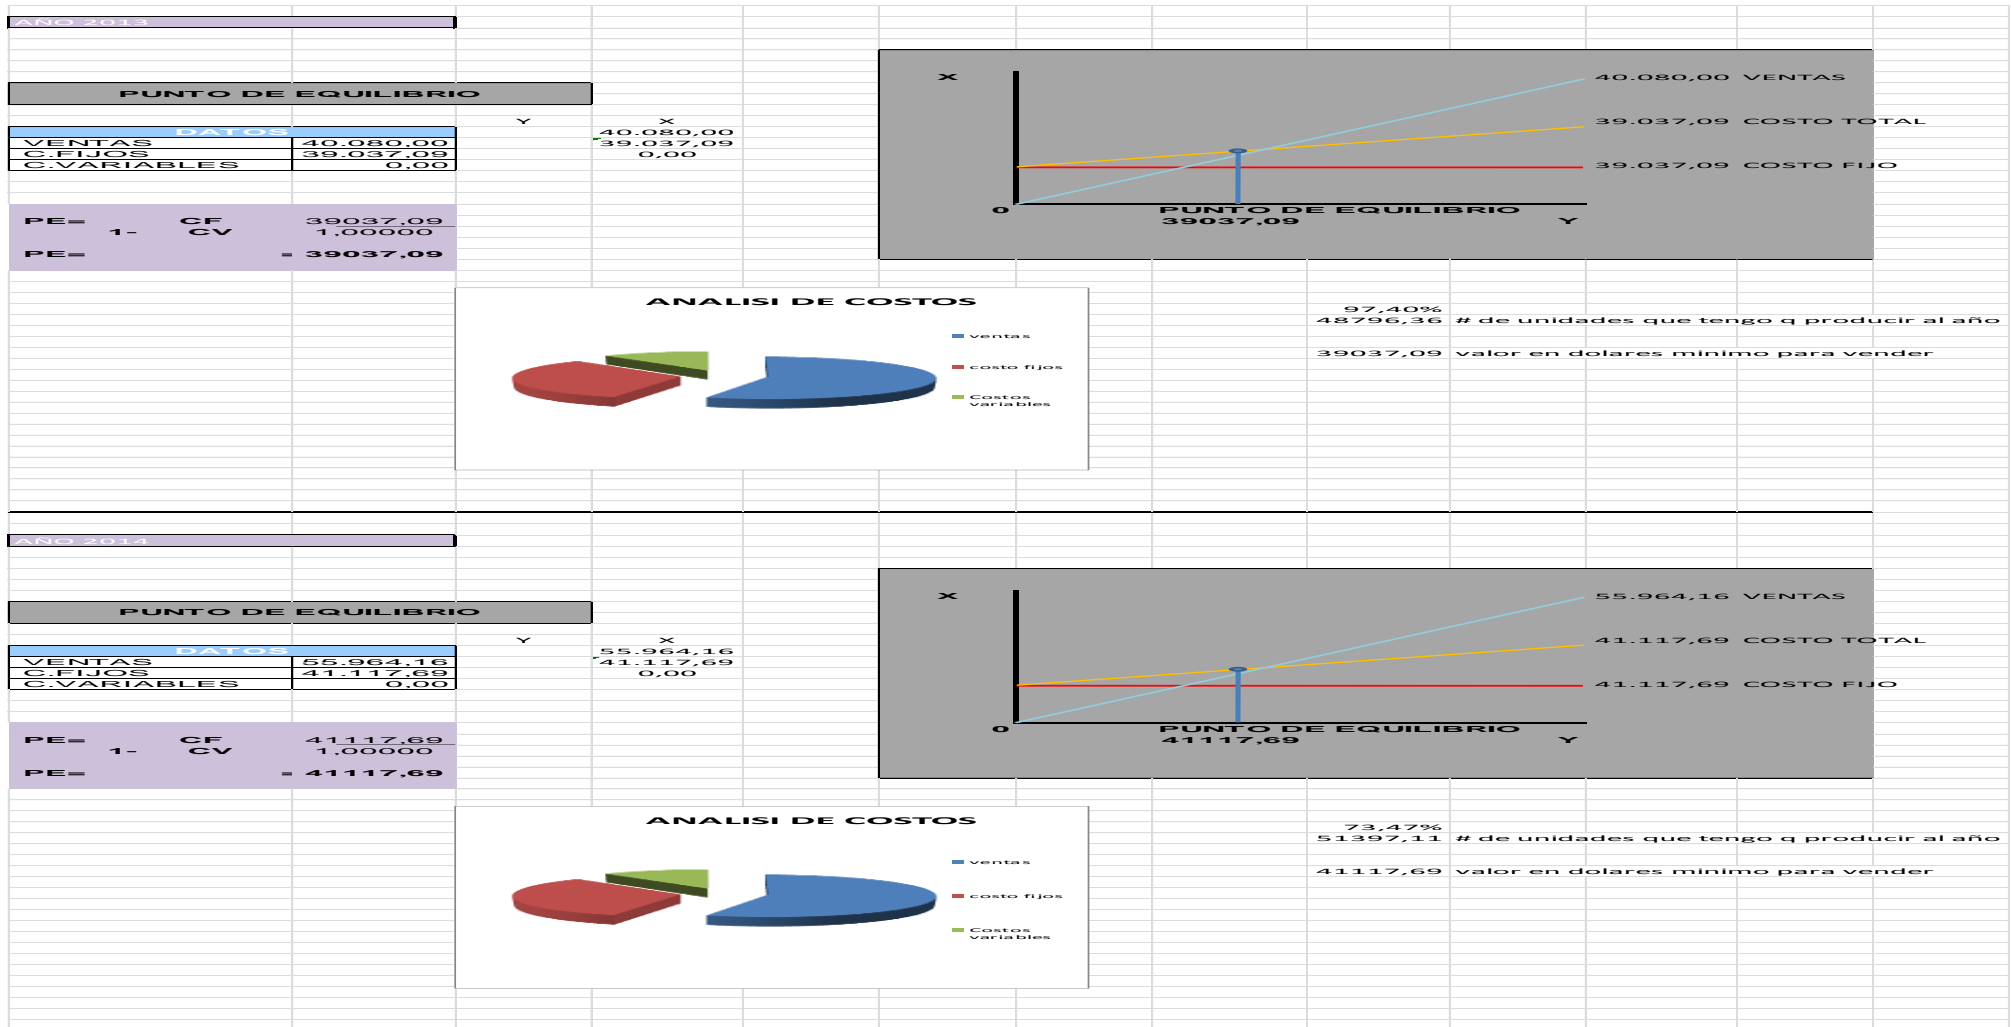 AÑO 2013
PUNTO DE EQUILIBRIO
Y X
DATOS 40.080,00
VENTAS 40.080,00 39.037,09
C.FIJOS 39.037,09 0,00
C.VARIABLES 0,00
PE= CF 39037,09
1- CV 1,00000
PE= = 39037,09
X
40.080,00 VENTAS
39.037,09 COSTO TOTAL
39.037,09 COSTO FIJO
0 PUNTO DE EQUILIBRIO
39037,09 Y
ANALISI DE COSTOS
ventas
costo fijos
Costos
variables
97,40%
48796,36 # de unidades que tengo q producir al año
39037,09 valor en dolares minimo para vender
AÑO 2014
PUNTO DE EQUILIBRIO
Y X
DATOS 55.964,16
VENTAS 55.964,16 41.117,69
C.FIJOS 41.117,69 0,00
C.VARIABLES 0,00
PE= CF 41117,69
1- CV 1,00000
PE= = 41117,69
X
55.964,16 VENTAS
41.117,69 COSTO TOTAL
41.117,69 COSTO FIJO
0 PUNTO DE EQUILIBRIO
41117,69 Y
ANALISI DE COSTOS
ventas
costo fijos
Costos
variables
73,47%
51397,11 # de unidades que tengo q producir al año
41117,69 valor en dolares minimo para vender